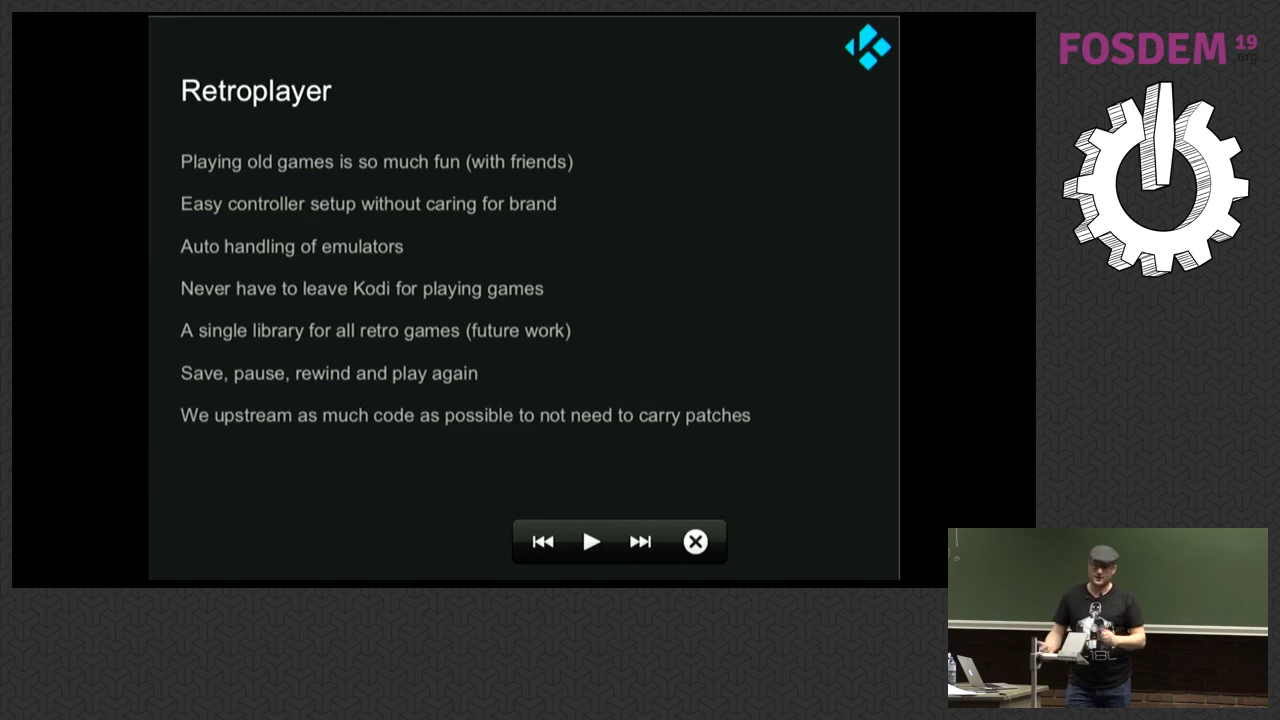 FOSDEM 19
.org
Retroplayer
Playing old games is so much fun (with friends)
Easy controller setup without caring for brand
Auto handling of emulators
Never have to leave Kodi for playing games
A single library for all retro games (future work)
Save, pause, rewind and play again
We upstream as much code as possible to not need to carry patches